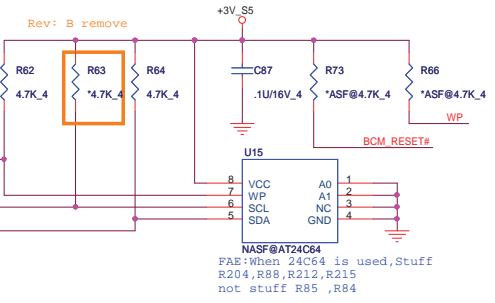 +3V_S5
Rev: B remove
R62
R63
R64
C87
R73
R66
4.7K_4
*4.7K_4
4.7K_4
.1U/16V_4
*ASF@4.7K_4
*ASF@4.7K_4
WP
BCM_RESET#
U15
8 VCC A0 1
7 WP A1 2
6 SCL NC 3
5 SDA GND 4
NASF@AT24C64
FAE:When 24C64 is used,Stuff
R204,R88,R212,R215
not stuff R85 ,R84